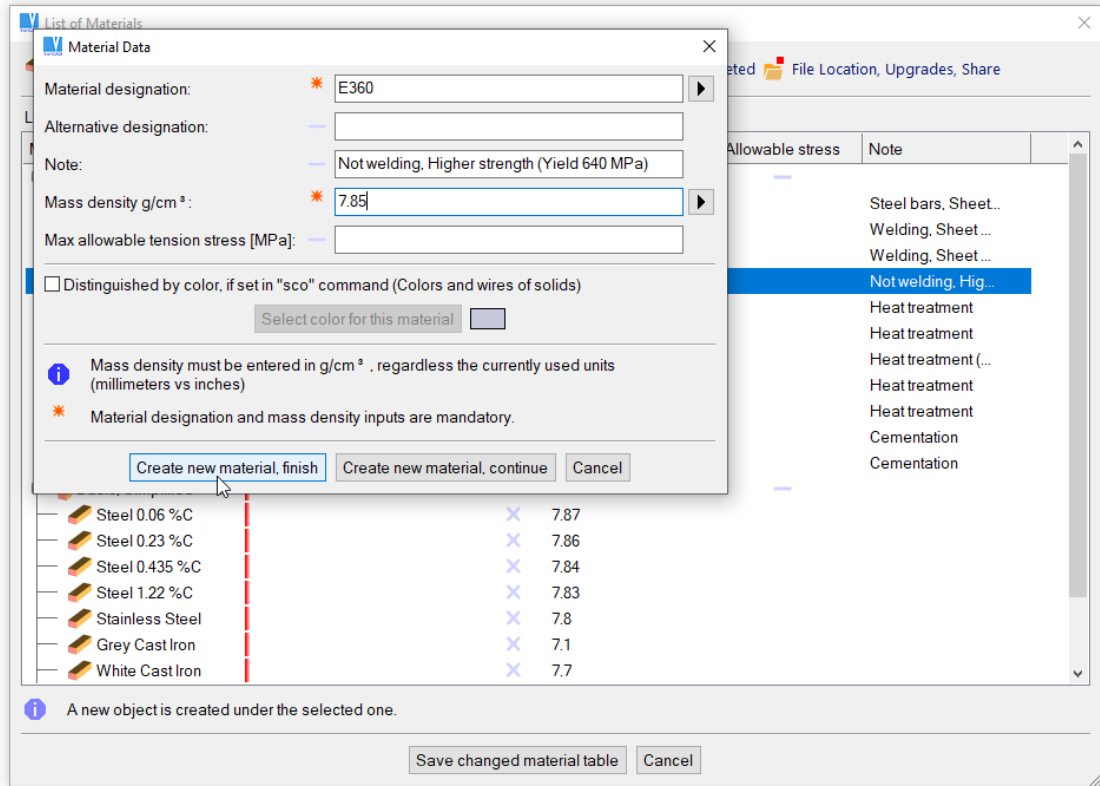 List of Materials
Material Data
eted File Location, Upgrades, Share
Material designation: E360
Alternative designation:
Allowable stress Note
Note: Not welding, Higher strength (Yield 640 MPa)
Mass density g/cm³: 7.85
Steel bars, Sheet...
Welding, Sheet ...
Max allowable tension stress [MPa]:
Welding, Sheet ...
Distinguished by color, if set in "sco" command (Colors and wires of solids)
Not welding, Hig...
Heat treatment
Select color for this material
Heat treatment
Heat treatment (...
Mass density must be entered in g/cm³ , regardless the currently used units
(millimeters vs inches)
Heat treatment
Heat treatment
Material designation and mass density inputs are mandatory.
Cementation
Cementation
Create new material, finish Create new material, continue Cancel
Steel 0.06 %C 7.87
Steel 0.23 %C 7.86
Steel 0.435 %C 7.84
Steel 1.22 %C 7.83
Stainless Steel 7.8
Grey Cast Iron 7.1
White Cast Iron 7.7
A new object is created under the selected one.
Save changed material table Cancel